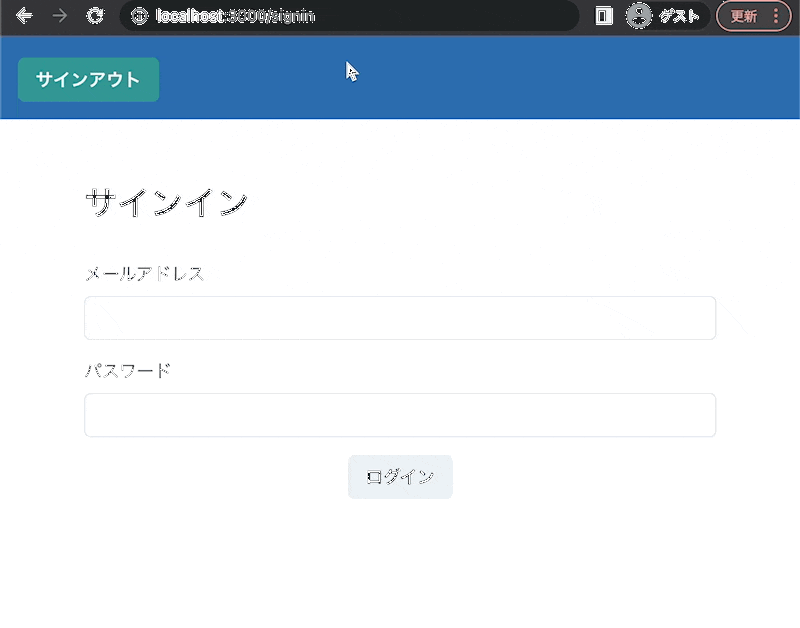 localhost:3000/signin
ゲスト
更新
サインアウト
サインイン
メールアドレス
パスワード
ログイン